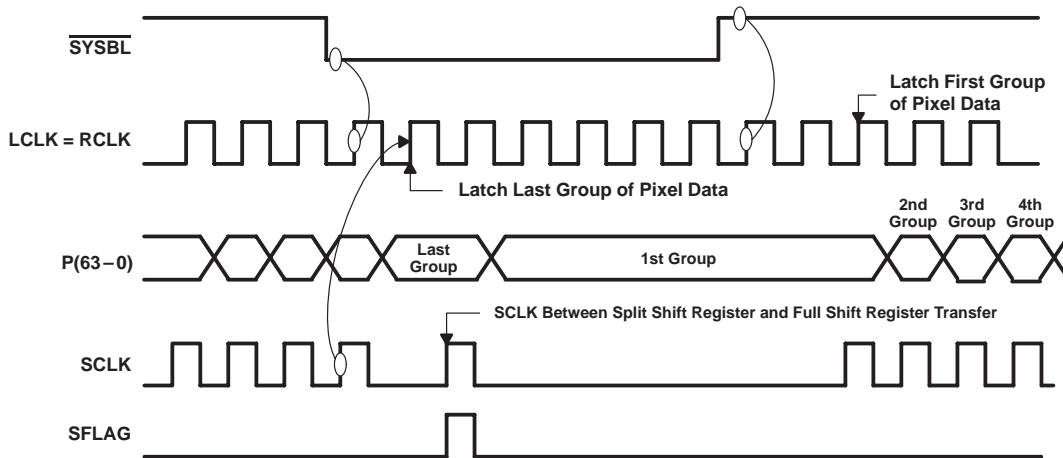 SYSBL
Latch First Group
of Pixel Data
LCLK = RCLK
Latch Last Group of Pixel Data
2nd
Group
3rd
Group
4th
Group
P(63−0)
Last
Group
1st Group
SCLK Between Split Shift Register and Full Shift Register Transfer
SCLK
SFLAG